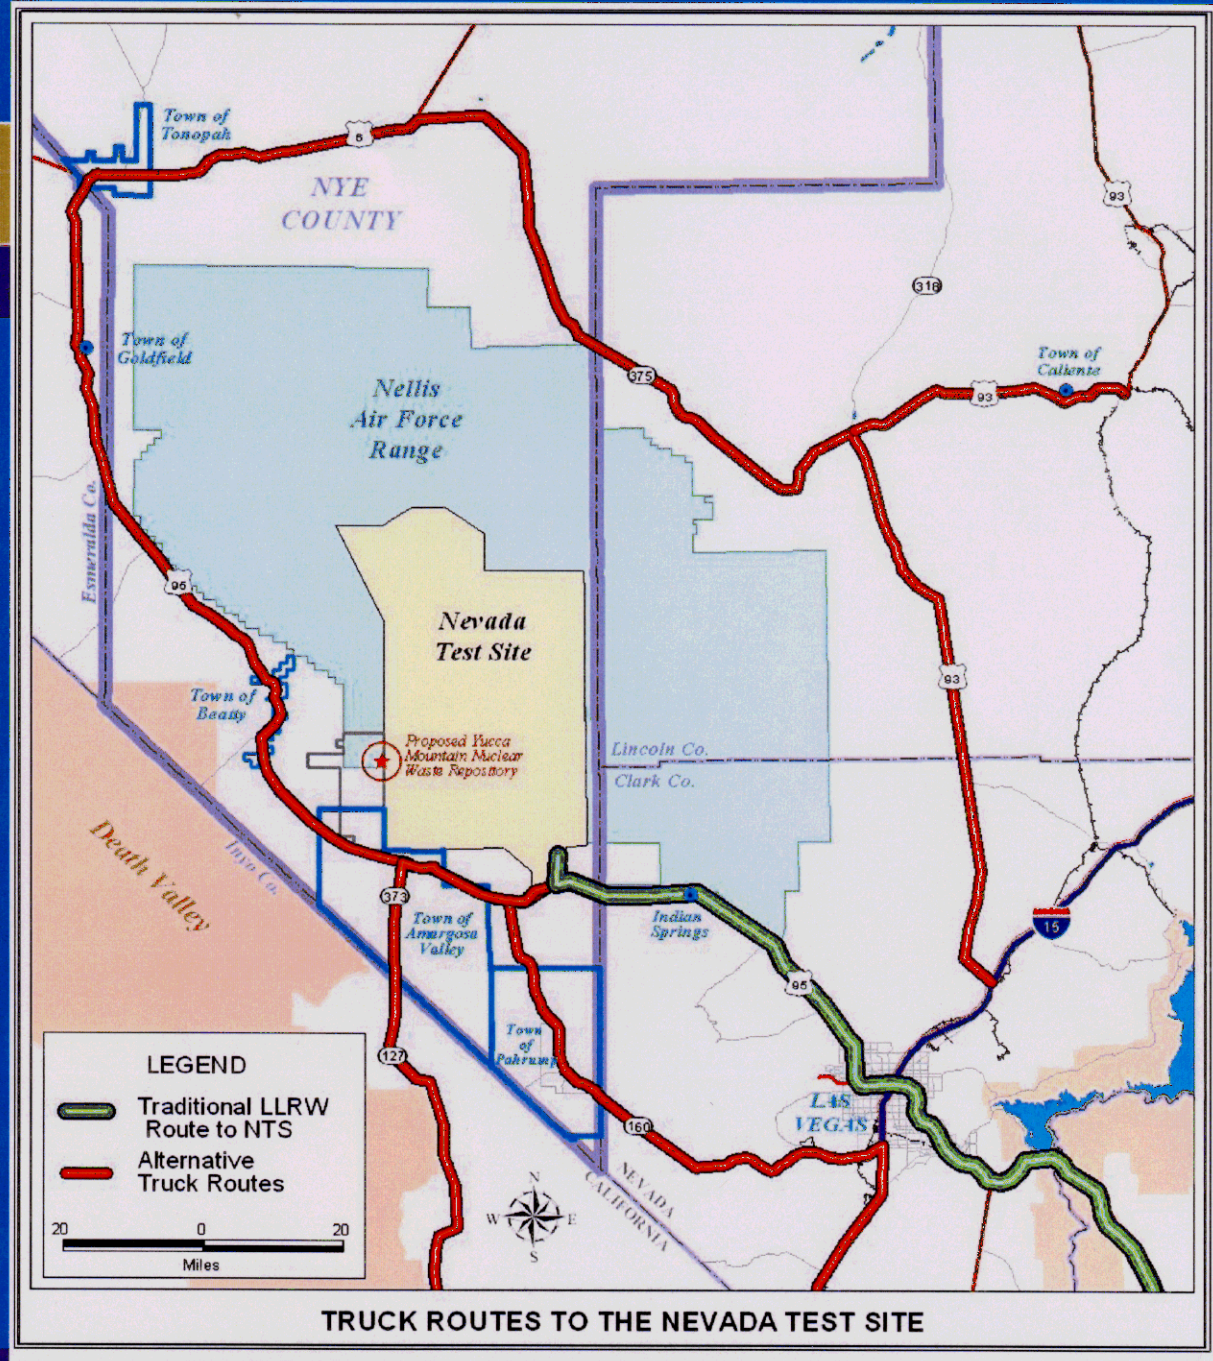 Town of
Tonopah
6
NYE
COUNTY
93
318
Town of
Goldfield
Town of
Caliente
375
93
Nellis
Air Force
Range
Esmeralda Co.
95
Nevada
Test Site
93
Town of
Beatty
Proposed Yucca
Mountain Nuclear
Waste Repository
Lincoln Co.
Clark Co.
Death Valley
Inyo Co.
373
Town of
Amargosa
Valley
Indian
Springs
15
95
Town
of
Pahrump
127
LAS
VEGAS
160
NEVADA
CALIFORNIA
N
W
E
S
LEGEND
Traditional LLRW
Route to NTS
Alternative
Truck Routes
20 0 20
Miles
TRUCK ROUTES TO THE NEVADA TEST SITE